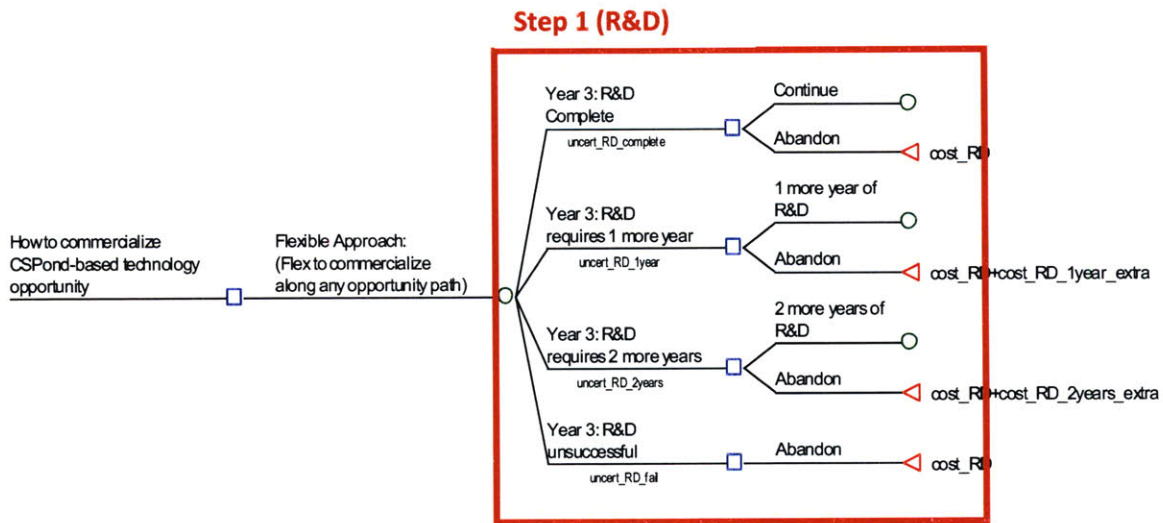 Step 1 (R&D)
Year 3: R&D
Complete
uncert_RD_complete
Continue
Abandon
cost_RD
Year 3: R&D
requires 1 more year
uncert_RD_1year
1 more year of
R&D
Abandon
cost_RD+cost_RD_1year_extra
How to commercialize
CSPond-based technology
opportunity
Flexible Approach:
(Flex to commercialize
along any opportunity path)
Year 3: R&D
requires 2 more years
uncert_RD_2years
2 more years of
R&D
Abandon
cost_RD+cost_RD_2years_extra
Year 3: R&D
unsuccessful
uncert_RD_fail
Abandon
cost_RD